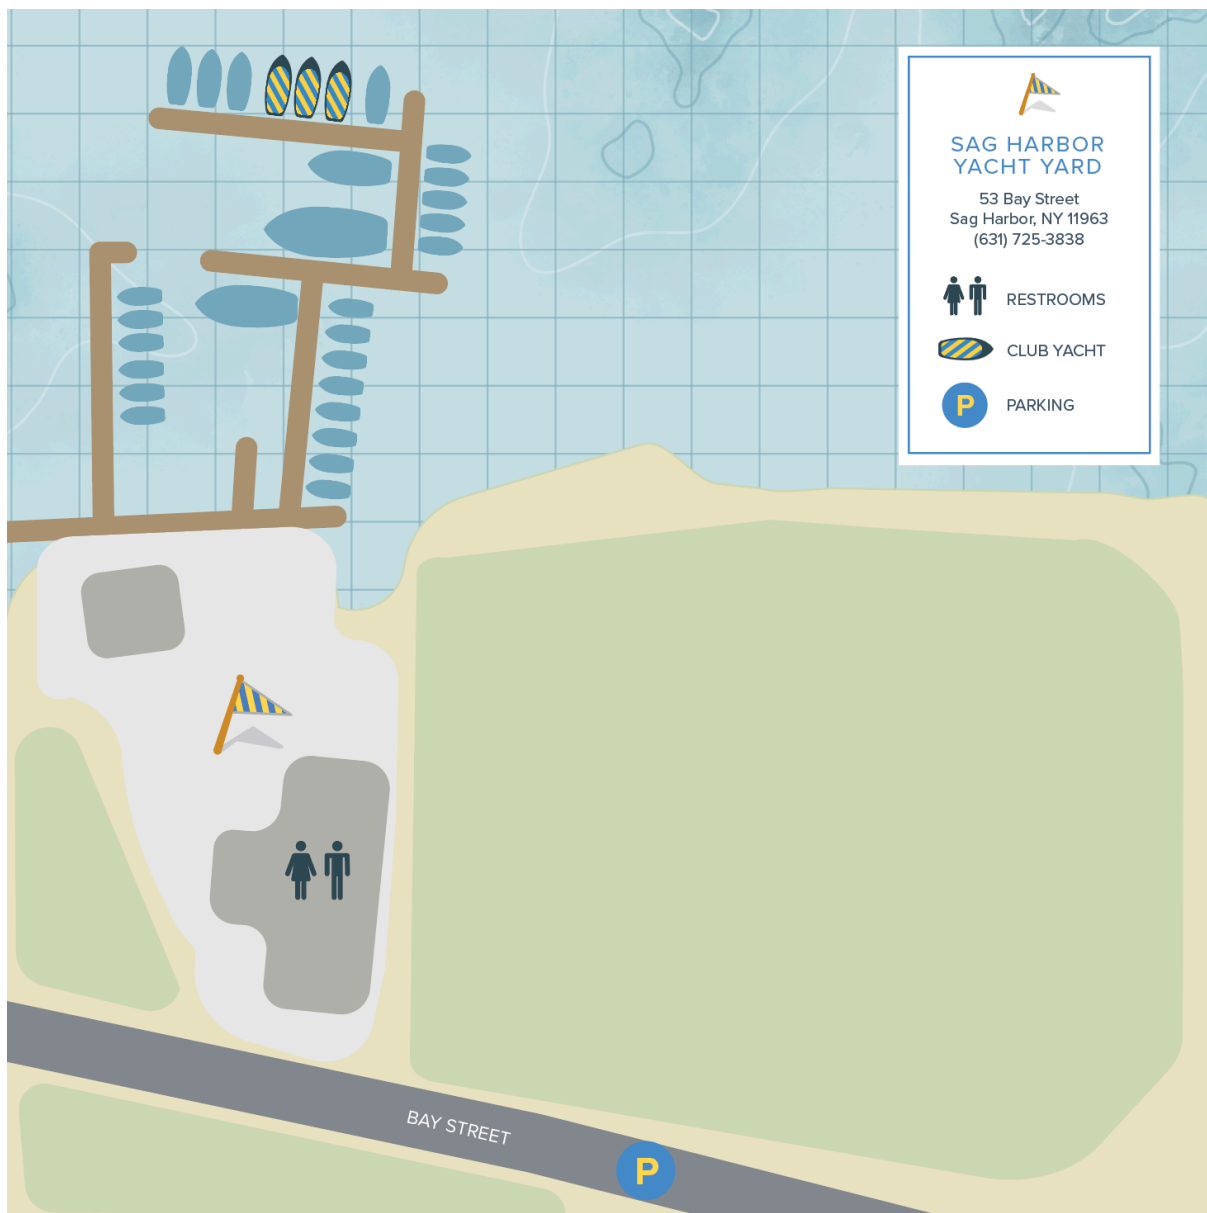 SAG HARBOR
YACHT YARD
53 Bay Street
Sag Harbor, NY 11963
(631) 725-3838
RESTROOMS
CLUB YACHT
P PARKING
BAY STREET
P